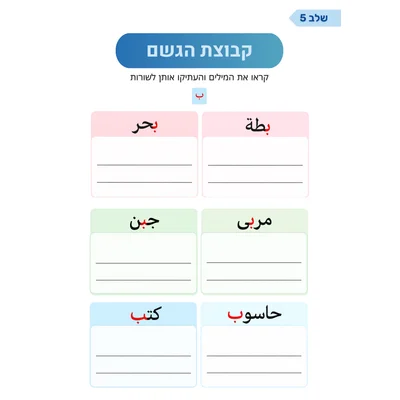 שלב 5
קבוצת הגשם
קראו את המילים והעתיקו אותן לשורות
ب
بطة بحر
مربى جبن
حاسوب كتب